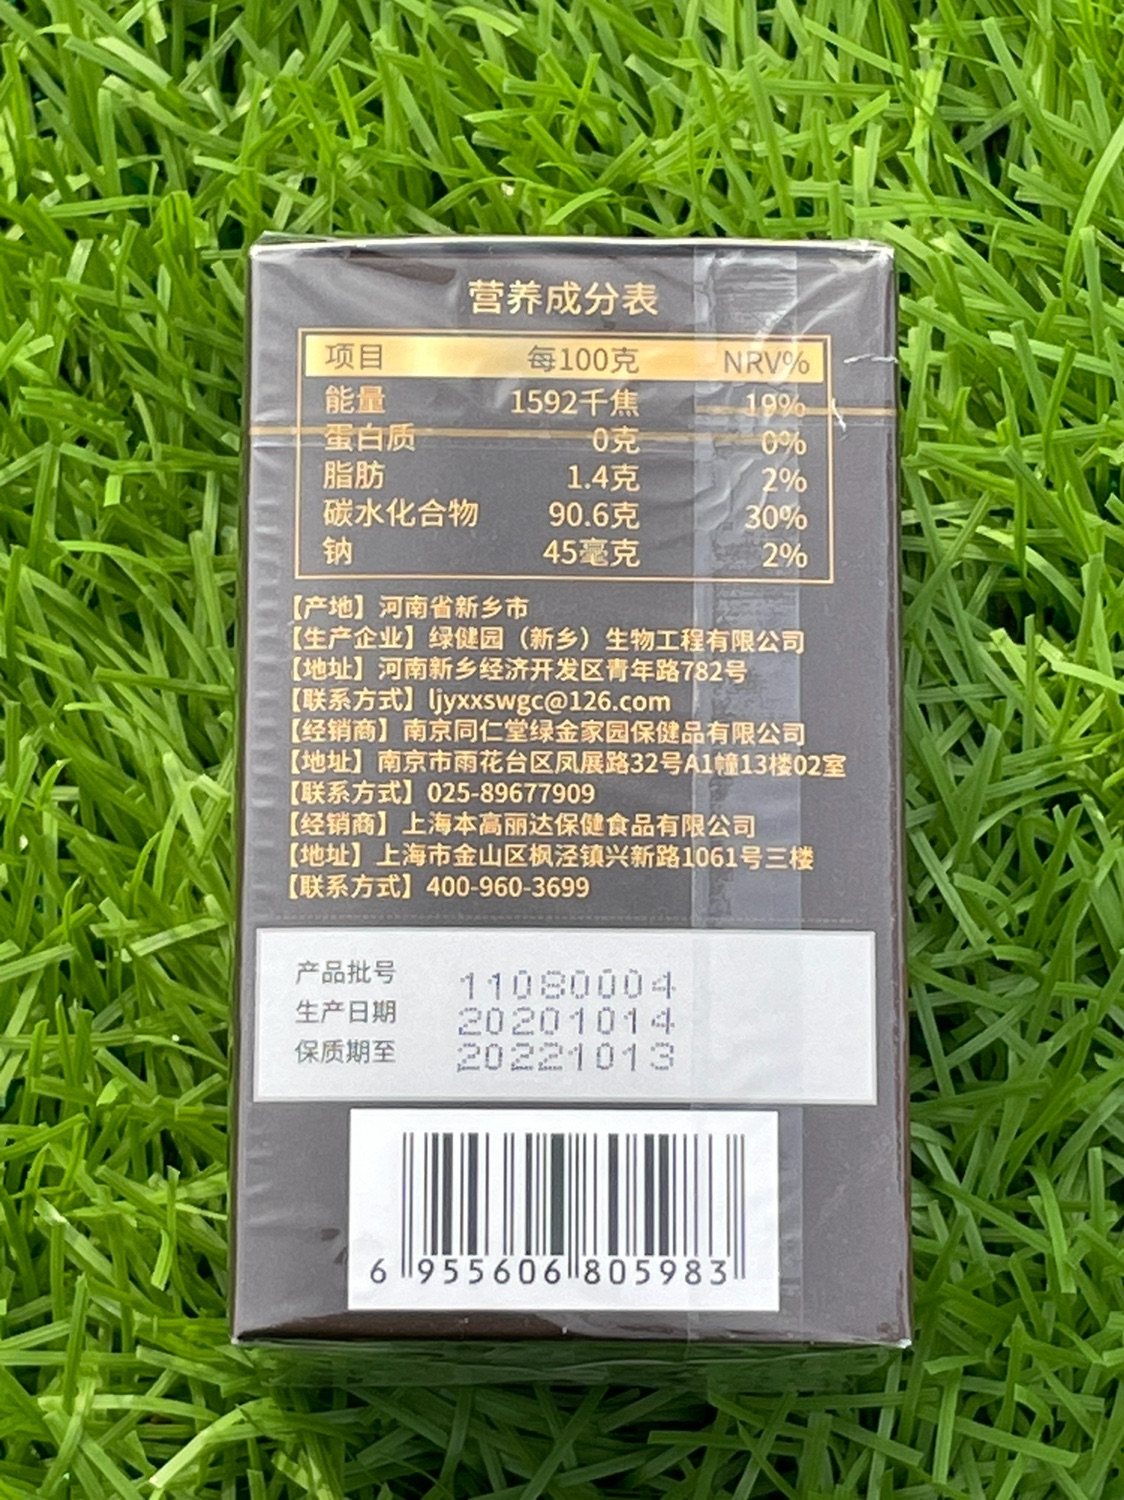 营养成分表
项目 每100克 NRV%
能量 1592千焦 19%
蛋白质 0克 0%
脂肪 1.4克 2%
碳水化合物 90.6克 30%
钠 45毫克 2%
【产地】河南省新乡市
【生产企业】绿健园（新乡）生物工程有限公司
【地址】河南新乡经济开发区青年路782号
【联系方式】ljyxxswgc@126.com
【经销商】南京同仁堂绿金家园保健品有限公司
【地址】南京市雨花台区凤展路32号A1幢13楼02室
【联系方式】025-89677909
【经销商】上海本高丽达保健食品有限公司
【地址】上海市金山区枫泾镇兴新路1061号三楼
【联系方式】400-960-3699
产品批号 11080004
生产日期 20201014
保质期至 20221013
6 955606 805983